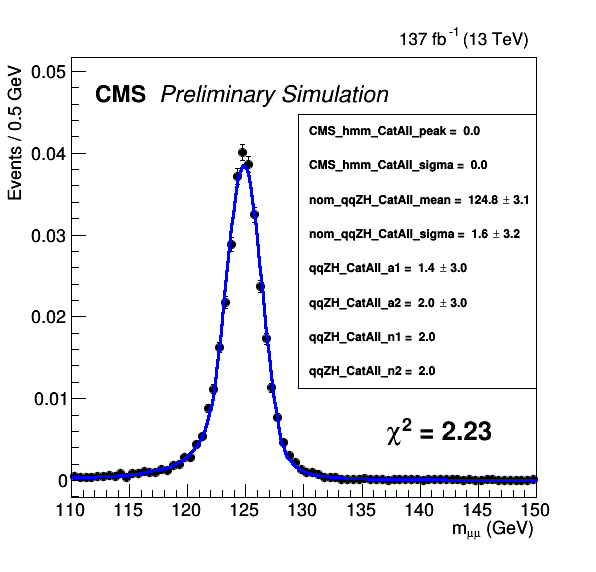 137 fb⁻¹ (13 TeV)
Events / 0.5 GeV
0.05
CMS Preliminary Simulation
CMS_hmm_CatAll_peak = 0.0
CMS_hmm_CatAll_sigma = 0.0
nom_qqZH_CatAll_mean = 124.8 ± 3.1
nom_qqZH_CatAll_sigma = 1.6 ± 3.2
qqZH_CatAll_a1 = 1.4 ± 3.0
qqZH_CatAll_a2 = 2.0 ± 3.0
qqZH_CatAll_n1 = 2.0
qqZH_CatAll_n2 = 2.0
0.04
0.03
0.02
0.01
0
χ² = 2.23
110 115 120 125 130 135 140 145 150
m_μμ (GeV)